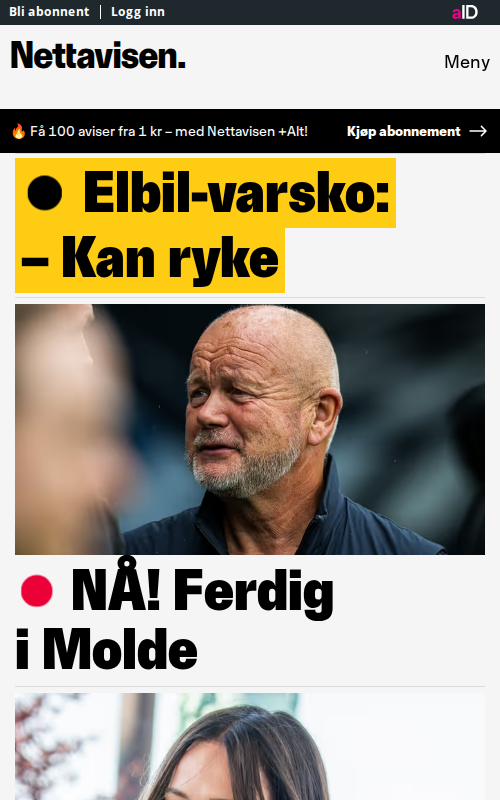 Bli abonnent
Logg inn
aID
Nettavisen.
Meny
🔥 Få 100 aviser fra 1 kr – med Nettavisen +Alt!
Kjøp abonnement →
Elbil-varsko:
– Kan ryke
NÅ! Ferdig
i Molde